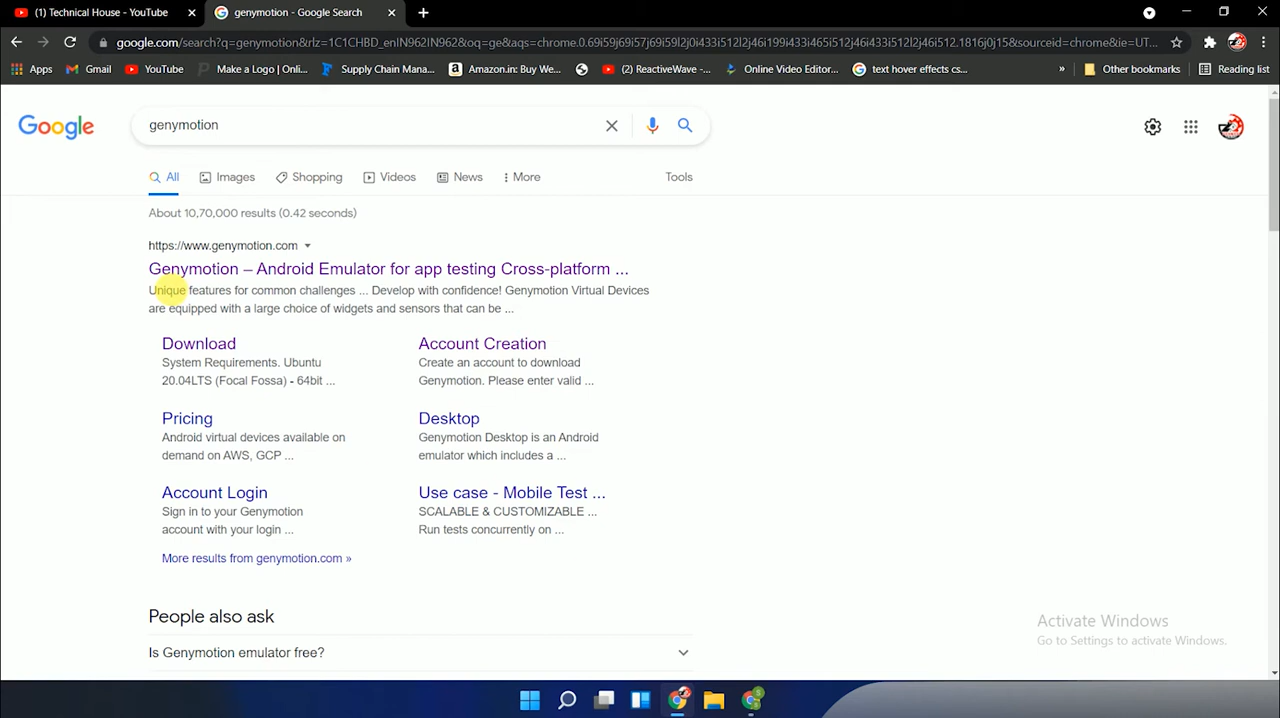 (1) Technical House - YouTube
genymotion - Google Search
google.com/search?q=genymotion&rlz=1C1CHBD_enIN962IN962&oq=ge&aqs=chrome.0.69i59j69i57j69i59l2j0i433i512l2j46i199i433i465i512j46i433i512l2j46i512.1816j0j15&sourceid=chrome&ie=UT...
Apps
Gmail
YouTube
Make a Logo | Onli...
Supply Chain Mana...
Amazon.in: Buy We...
(2) ReactiveWave -...
Online Video Editor...
text hover effects cs...
»
Other bookmarks
Reading list
Google
genymotion
All
Images
Shopping
Videos
News
More
Tools
About 10,70,000 results (0.42 seconds)
https://www.genymotion.com
Genymotion – Android Emulator for app testing Cross-platform ...
Unique features for common challenges ... Develop with confidence! Genymotion Virtual Devices
are equipped with a large choice of widgets and sensors that can be ...
Download
System Requirements. Ubuntu
20.04LTS (Focal Fossa) - 64bit ...
Account Creation
Create an account to download
Genymotion. Please enter valid ...
Pricing
Android virtual devices available on
demand on AWS, GCP ...
Desktop
Genymotion Desktop is an Android
emulator which includes a ...
Account Login
Sign in to your Genymotion
account with your login ...
Use case - Mobile Test ...
SCALABLE & CUSTOMIZABLE ...
Run tests concurrently on ...
More results from genymotion.com »
People also ask
Is Genymotion emulator free?
Activate Windows
Go to Settings to activate Windows.